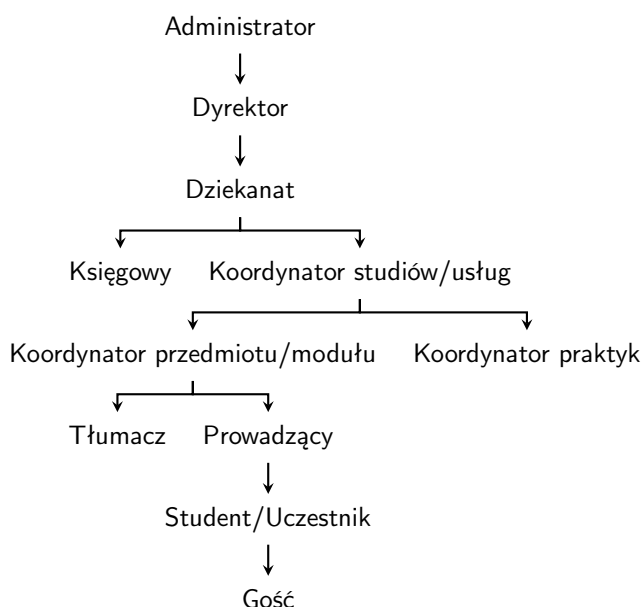 Administrator
Dyrektor
Dziekanat
Księgowy Koordynator studiów/usług
Koordynator przedmiotu/modułu Koordynator praktyk
Tłumacz Prowadzący
Student/Uczestnik
Gość